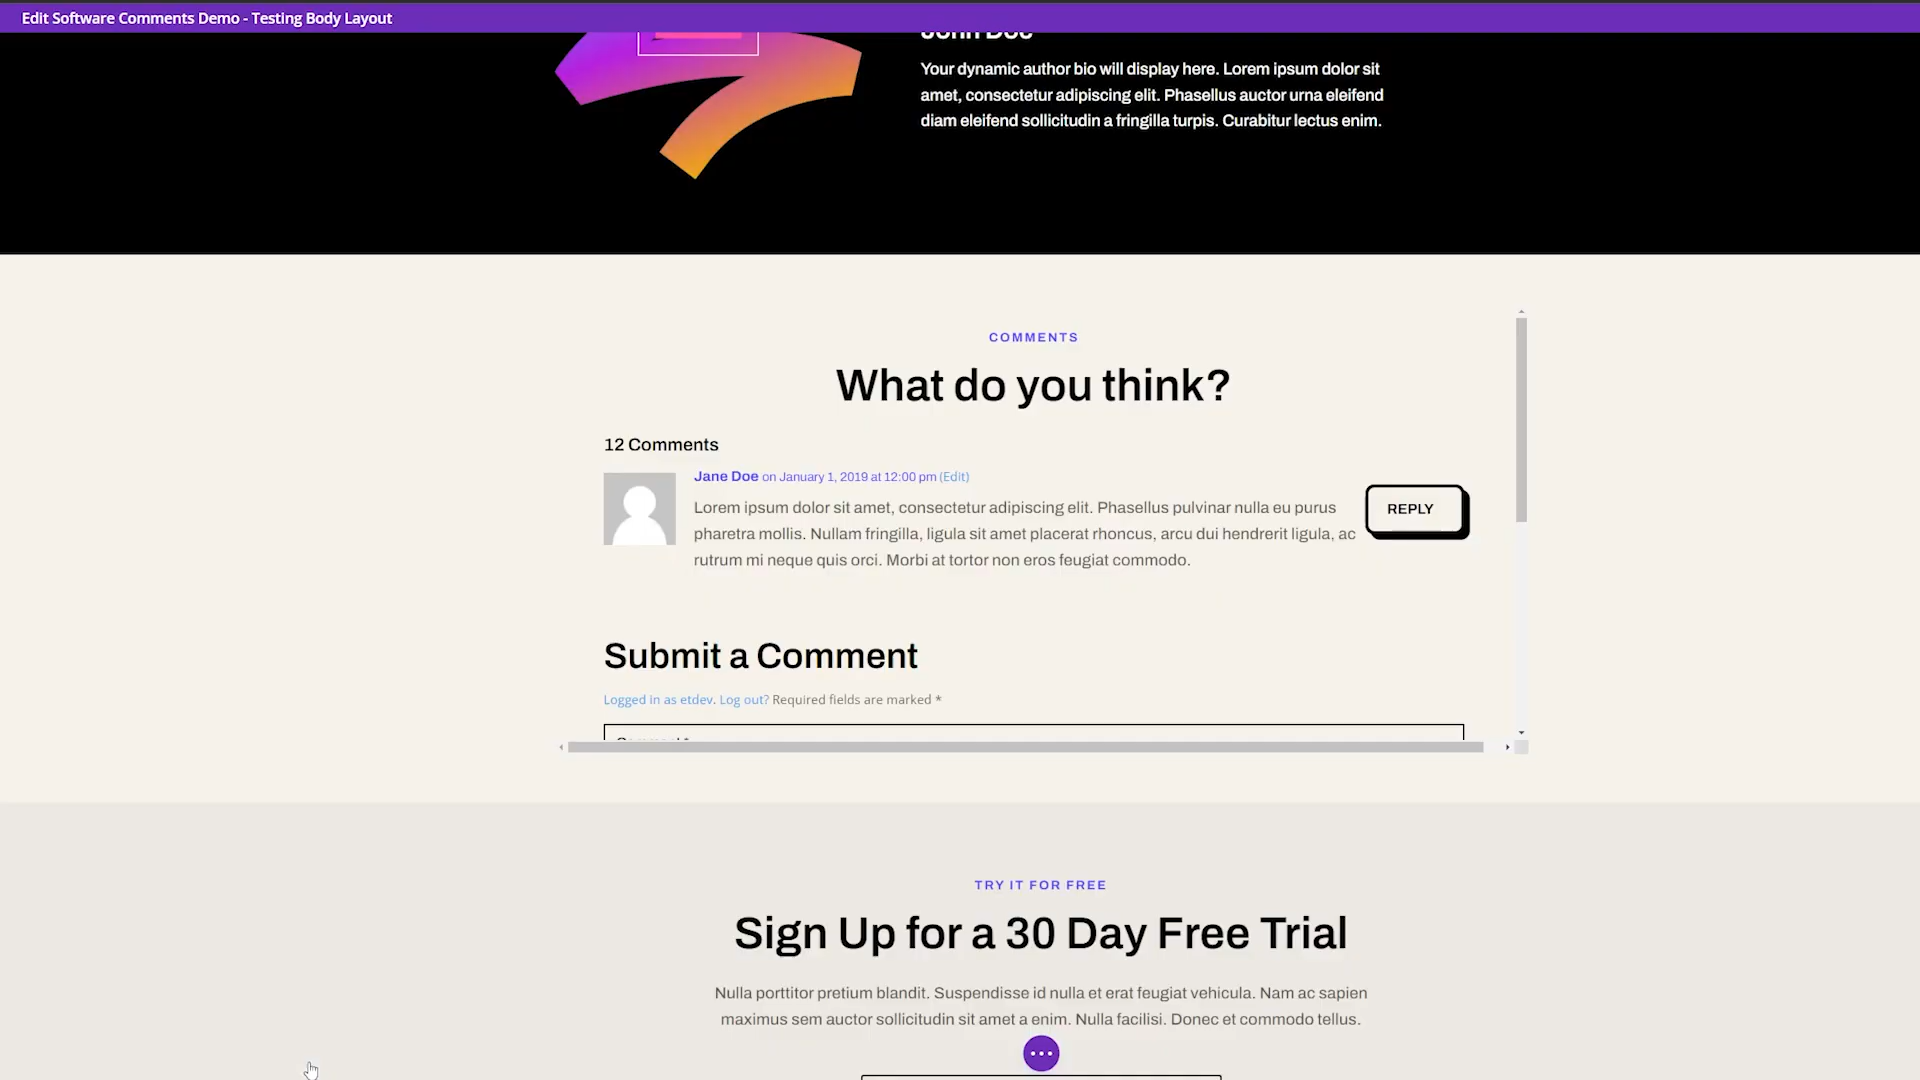 Edit Software Comments Demo - Testing Body Layout
John Doe
Your dynamic author bio will display here. Lorem ipsum dolor sit
amet, consectetur adipiscing elit. Phasellus auctor urna eleifend
diam eleifend sollicitudin a fringilla turpis. Curabitur lectus enim.
COMMENTS
What do you think?
12 Comments
Jane Doe on January 1, 2019 at 12:00 pm (Edit)
Lorem ipsum dolor sit amet, consectetur adipiscing elit. Phasellus pulvinar nulla eu purus
pharetra mollis. Nullam fringilla, ligula sit amet placerat rhoncus, arcu dui hendrerit ligula, ac
rutrum mi neque quis orci. Morbi at tortor non eros feugiat commodo.
REPLY
Submit a Comment
Logged in as etdev. Log out? Required fields are marked *
Comment *
TRY IT FOR FREE
Sign Up for a 30 Day Free Trial
Nulla porttitor pretium blandit. Suspendisse id nulla et erat feugiat vehicula. Nam ac sapien
maximus sem auctor sollicitudin sit amet a enim. Nulla facilisi. Donec et commodo tellus.